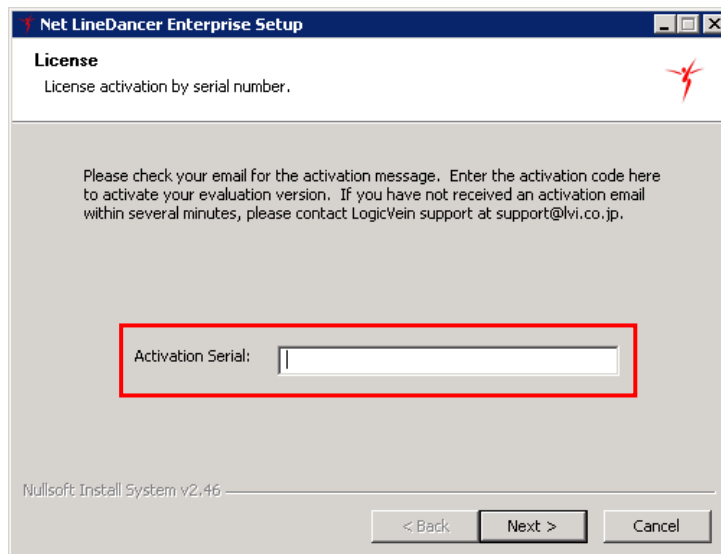 Net LineDancer Enterprise Setup
License
License activation by serial number.
Please check your email for the activation message.  Enter the activation code here
to activate your evaluation version.  If you have not received an activation email
within several minutes, please contact LogicVein support at support@lvi.co.jp.
Activation Serial:
Nullsoft Install System v2.46
< Back
Next >
Cancel